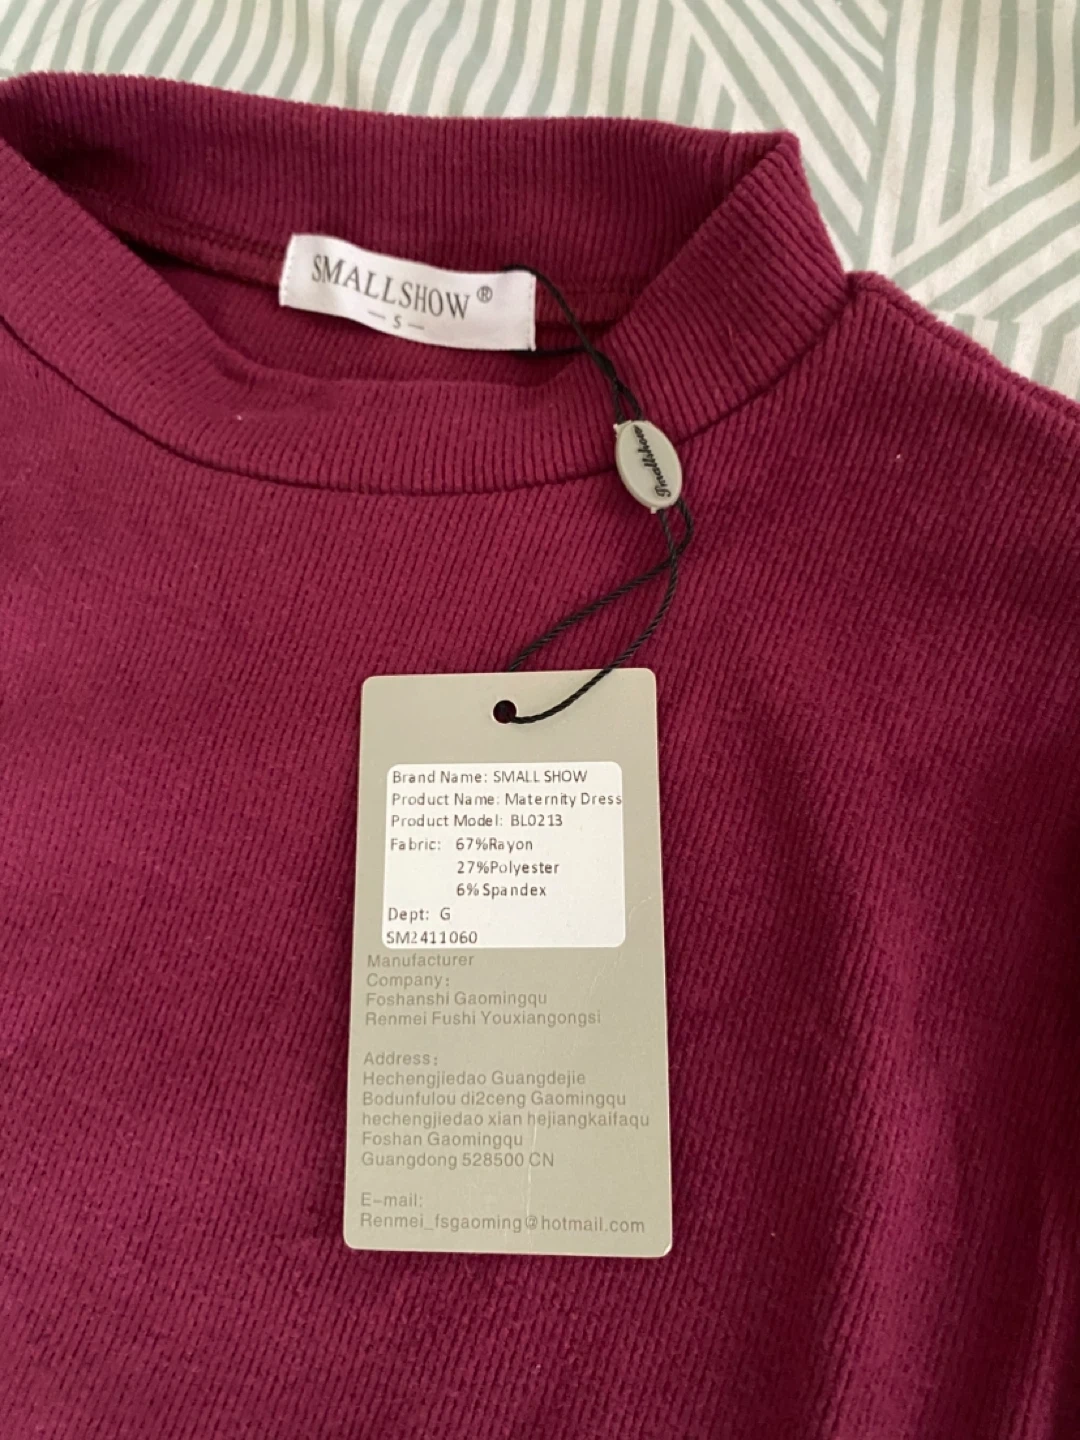 SMALLSHOW®
— S —
Smallshow
Brand Name: SMALL SHOW
Product Name: Maternity Dress
Product Model: BL0213
Fabric: 67%Rayon
27%Polyester
6%Spandex
Dept: G
SM2411060
Manufacturer
Company:
Foshanshi Gaomingqu
Renmei Fushi Youxiangongsi
Address:
Hechengjiedao Guangdejie
Bodunfulou di2ceng Gaomingqu
hechengjiedao xian hejiangkaifaqu
Foshan Gaomingqu
Guangdong 528500 CN
E-mail:
Renmei_fsgaoming@hotmail.com